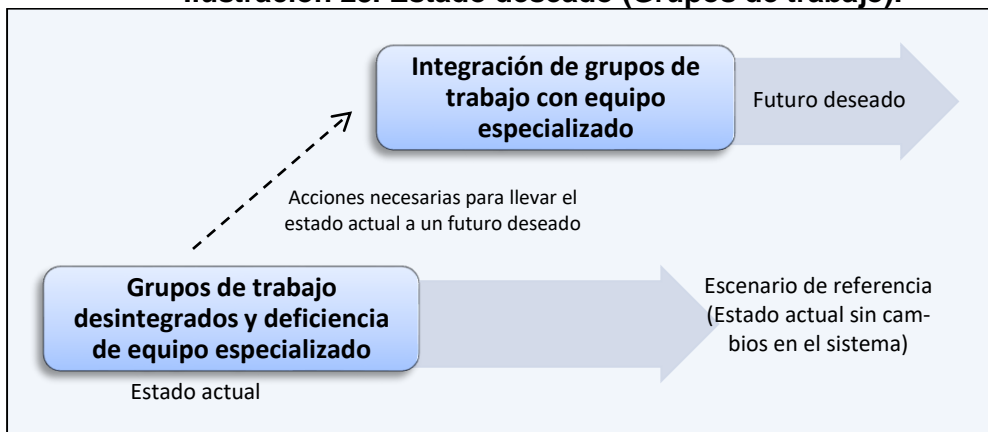 Integración de grupos de
trabajo con equipo
especializado
Futuro deseado
Acciones necesarias para llevar el
estado actual a un futuro deseado
Grupos de trabajo
desintegrados y deficiencia
de equipo especializado
Escenario de referencia
(Estado actual sin cam-
bios en el sistema)
Estado actual